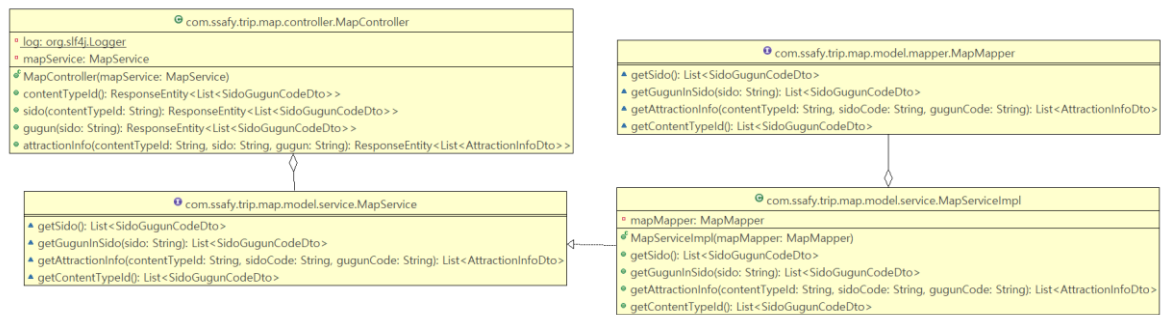 com.ssafy.trip.map.controller.MapController
log: org.slf4j.Logger
mapService: MapService
MapController(mapService: MapService)
contentTypeId(): ResponseEntity<List<SidoGugunCodeDto>>
sido(contentTypeId: String): ResponseEntity<List<SidoGugunCodeDto>>
gugun(sido: String): ResponseEntity<List<SidoGugunCodeDto>>
attractionInfo(contentTypeId: String, sido: String, gugun: String): ResponseEntity<List<AttractionInfoDto>>
com.ssafy.trip.map.model.mapper.MapMapper
getSido(): List<SidoGugunCodeDto>
getGugunInSido(sido: String): List<SidoGugunCodeDto>
getAttractionInfo(contentTypeId: String, sidoCode: String, gugunCode: String): List<AttractionInfoDto>
getContentTypeId(): List<SidoGugunCodeDto>
com.ssafy.trip.map.model.service.MapService
getSido(): List<SidoGugunCodeDto>
getGugunInSido(sido: String): List<SidoGugunCodeDto>
getAttractionInfo(contentTypeId: String, sidoCode: String, gugunCode: String): List<AttractionInfoDto>
getContentTypeId(): List<SidoGugunCodeDto>
com.ssafy.trip.map.model.service.MapServiceImpl
mapMapper: MapMapper
MapServiceImpl(mapMapper: MapMapper)
getSido(): List<SidoGugunCodeDto>
getGugunInSido(sido: String): List<SidoGugunCodeDto>
getAttractionInfo(contentTypeId: String, sidoCode: String, gugunCode: String): List<AttractionInfoDto>
getContentTypeId(): List<SidoGugunCodeDto>